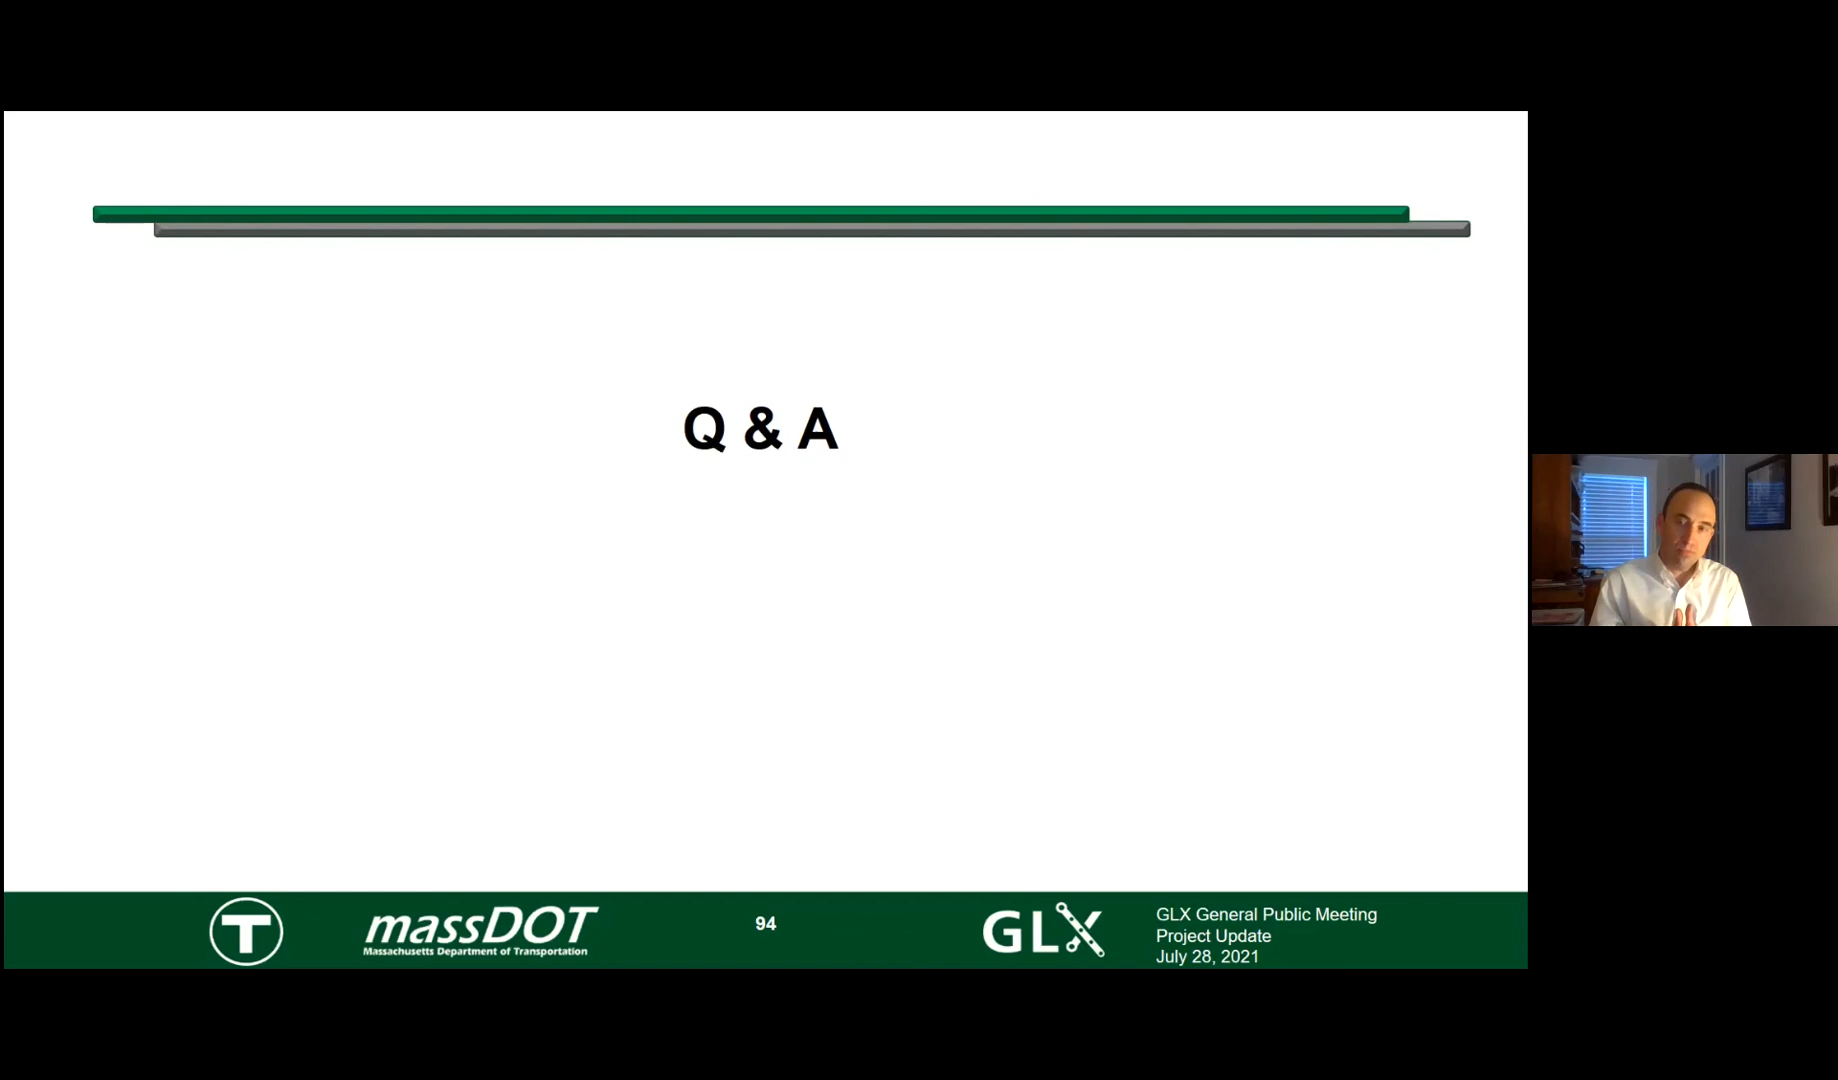 Q & A
T
massDOT
Massachusetts Department of Transportation
94
GLX
GLX General Public Meeting
Project Update
July 28, 2021